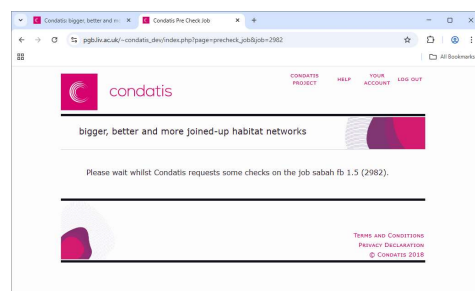 Condatis: bigger, better and mo
Condatis Pre Check Job
pgb.liv.ac.uk/~condatis_dev/index.php?page=precheck_job&job=2982
All Bookmarks
CONDATIS PROJECT
HELP
YOUR ACCOUNT
LOG OUT
condatis
bigger, better and more joined-up habitat networks
Please wait whilst Condatis requests some checks on the job sabah fb 1.5 (2982).
TERMS AND CONDITIONS
PRIVACY DECLARATION
© CONDATIS 2018